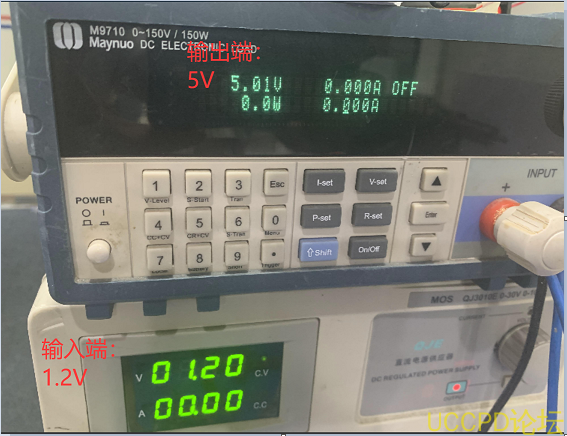 M9710 0~150V / 150W
Maynuo DC ELECTRONIC LOAD
输出端：
5V
5.01V 0.000A OFF
0.0W 0.000A
POWER
O I
1 2 3 Esc
V-Level S-Start Tran
4 5 6 0
CC+CV CR+CV S-Tran Menu
7 8 9 •
Battery Trigger
I-set V-set
P-set R-set
Shift On/Off
Enter
INPUT
+
输入端：
1.2V
V 01.20 C.V
A 00.00 C.C
MOS
直流电源供应器
DC REGULATED POWER SUPPLY
OUTPUT
UCCPD论坛